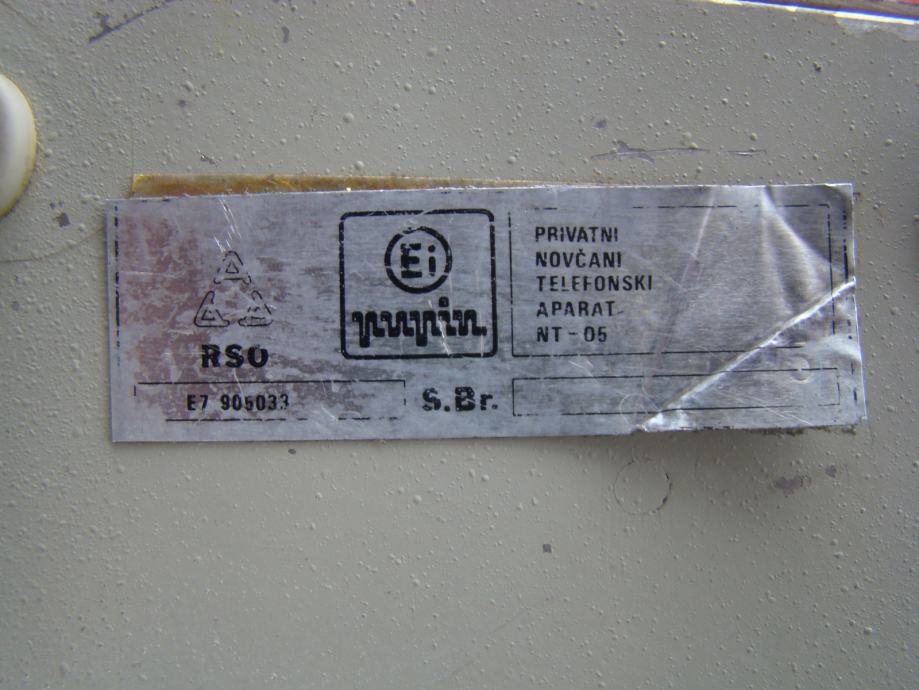 RSO
E7 905033
Ei
pupin
S.Br.
PRIVATNI
NOVČANI
TELEFONSKI
APARAT
NT - 05